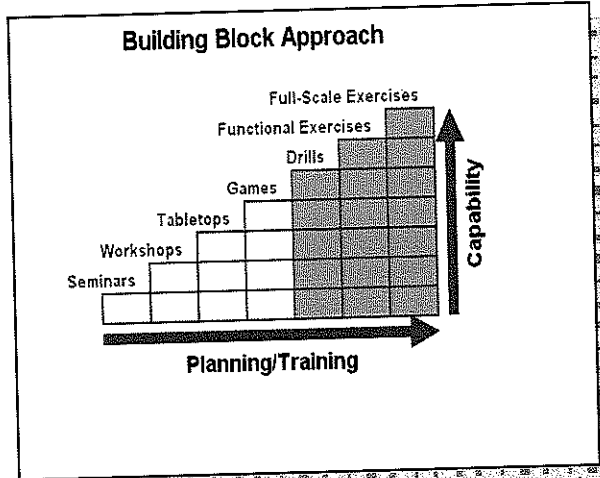 Building Block Approach
Full-Scale Exercises
Functional Exercises
Drills
Games
Tabletops
Workshops
Seminars
Capability
Planning/Training